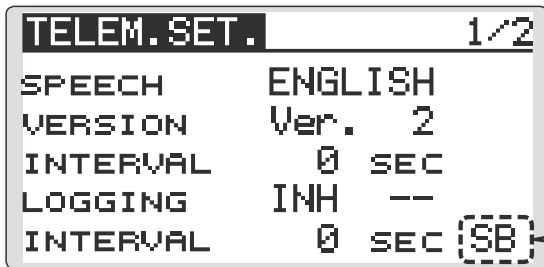 TELEM.SET. 1/2
SPEECH ENGLISH
VERSION Ver. 2
INTERVAL 0 SEC
LOGGING INH --
INTERVAL 0 SEC SB